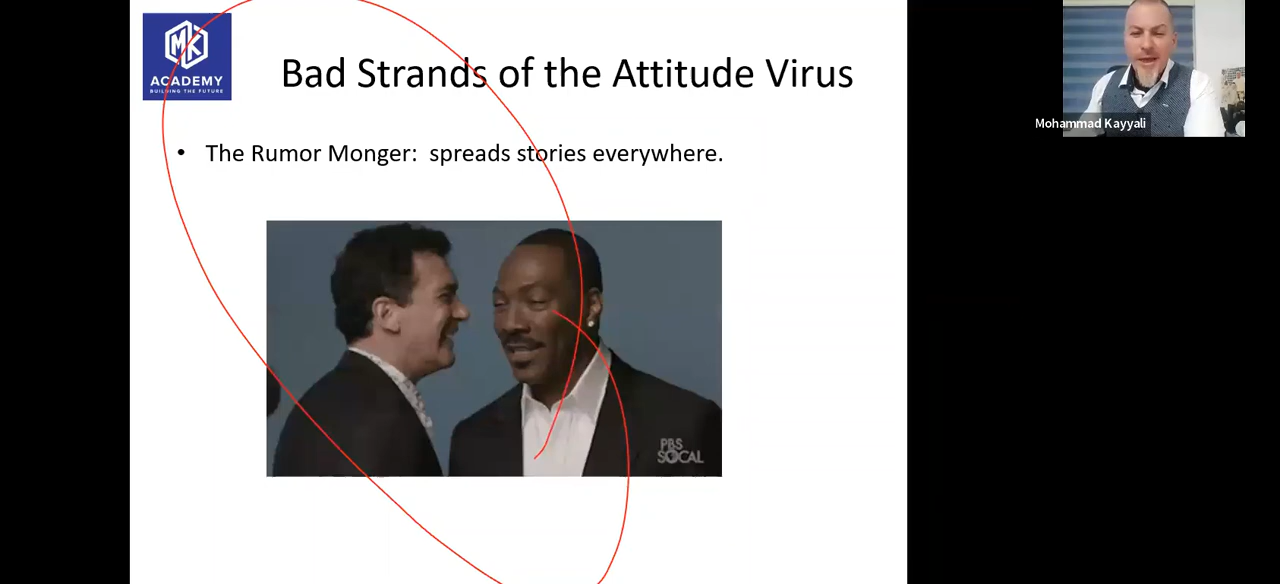 MK
ACADEMY
BUILDING THE FUTURE
Bad Strands of the Attitude Virus
• The Rumor Monger: spreads stories everywhere.
Mohammad Kayyali
PBS
SOCAL